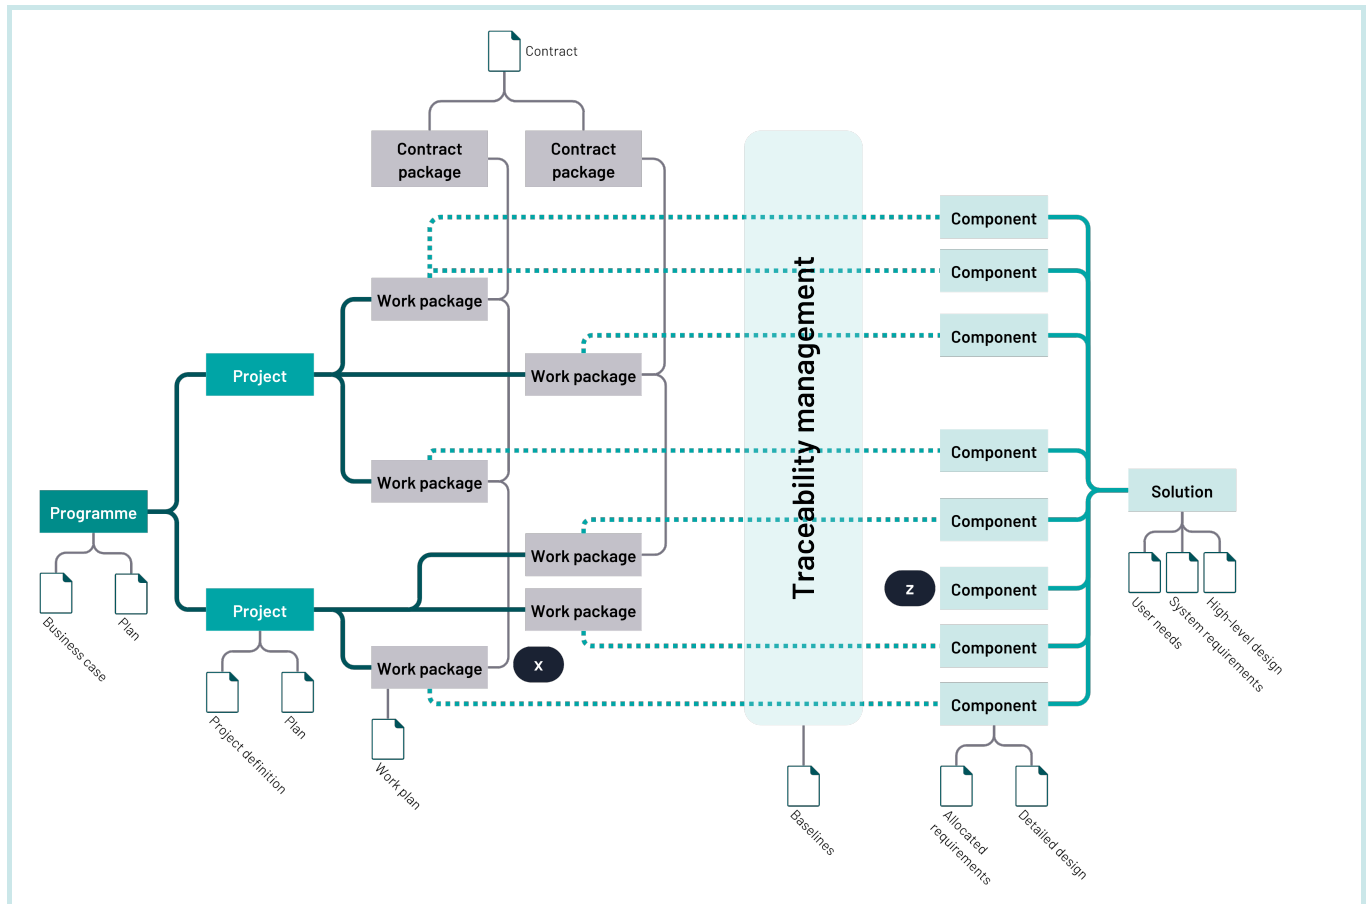 Contract
Contract
package
Contract
package
Component
Component
Work package
Component
Project
Work package
Traceability management
Component
Work package
Solution
Programme
Component
Work package
z
Component
Project
Work package
Business case
Plan
User needs
System requirements
High-level design
Component
Work package
x
Component
Project definition
Plan
Work plan
Baselines
Allocated
requirements
Detailed design